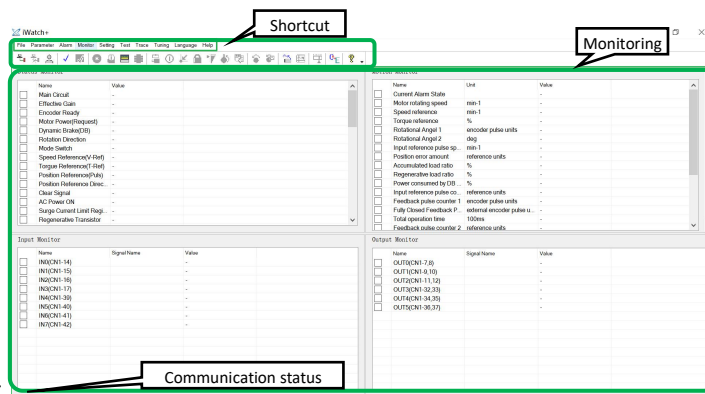 Shortcut
iWatch+
Monitoring
File Parameter Alarm Monitor Setting Test Trace Tuning Language Help
Status Monitor
Motion Monitor
Name Value
Main Circuit -
Effective Gain -
Encoder Ready -
Motor Power(Request) -
Dynamic Brake(DB) -
Rotation Direction -
Mode Switch -
Speed Reference(V-Ref) -
Torgue Reference(T-Ref) -
Position Reference(Puls) -
Position Reference Direc... -
Clear Signal -
AC Power ON -
Surge Current Limit Regi... -
Regenerative Transistor -
Name Unit Value
Current Alarm State -
Motor rotating speed min-1 -
Speed reference min-1 -
Torque reference % -
Rotational Angel 1 encoder pulse units -
Rotational Angel 2 deg -
Input reference pulse sp... min-1 -
Position error amount reference units -
Accumulated load ratio % -
Regenerative load ratio % -
Power consumed by DB ... % -
Input reference pulse co... reference units -
Feedback pulse counter 1 encoder pulse units -
Fully Closed Feedback P... external encoder pulse u... -
Total operation time 100ms -
Feedback pulse counter 2 reference units -
Input Monitor
Name Signal Name Value
IN0(CN1-14) -
IN1(CN1-15) -
IN2(CN1-16) -
IN3(CN1-17) -
IN4(CN1-39) -
IN5(CN1-40) -
IN6(CN1-41) -
IN7(CN1-42) -
Output Monitor
Name Signal Name Value
OUT0(CN1-7,8) -
OUT1(CN1-9,10) -
OUT2(CN1-11,12) -
OUT3(CN1-32,33) -
OUT4(CN1-34,35) -
OUT5(CN1-36,37) -
Communication status